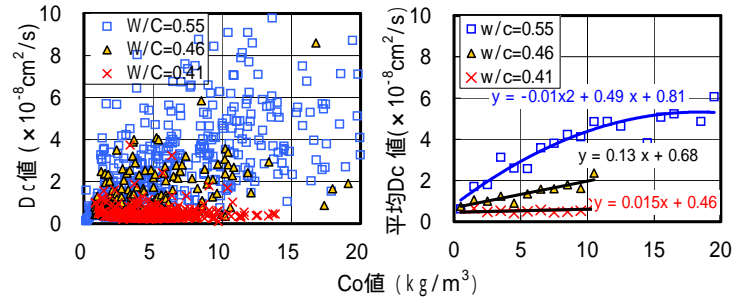 10
8
6
4
2
0
Dc値 (×10-8cm2/s)
W/C=0.55
W/C=0.46
W/C=0.41
0 5 10 15 20
10
8
6
4
2
0
平均Dc 値(×10-8cm2/s)
w/c=0.55
w/c=0.46
w/c=0.41
y = -0.01x2 + 0.49 x + 0.81
y = 0.13 x + 0.68
y = 0.015x + 0.46
0 5 10 15 20
Co値 (kg/m3)